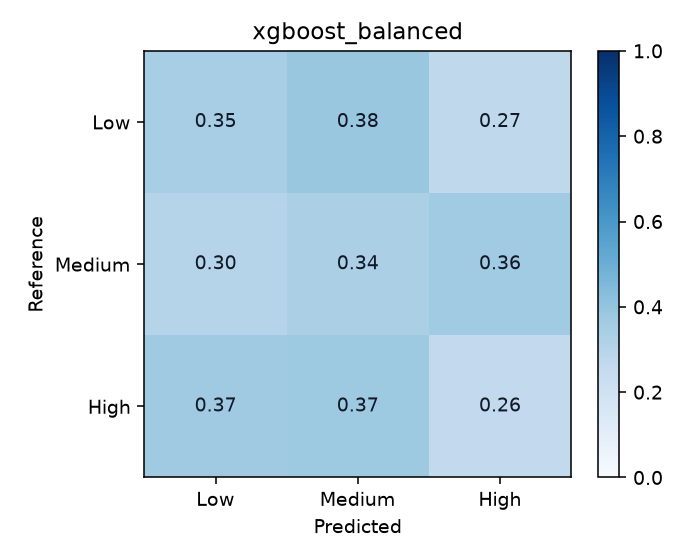 xgboost_balanced
Reference
Low 0.35 0.38 0.27
Medium 0.30 0.34 0.36
High 0.37 0.37 0.26
Low Medium High
Predicted
1.0
0.8
0.6
0.4
0.2
0.0